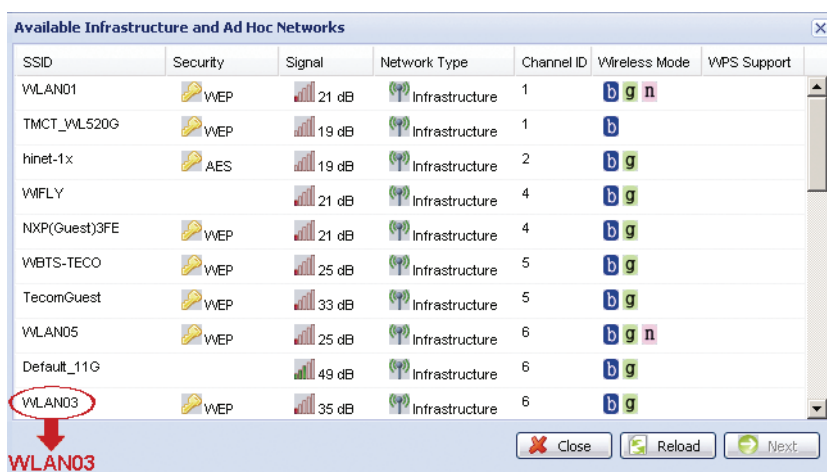 Available Infrastructure and Ad Hoc Networks
SSID Security Signal Network Type Channel ID Wireless Mode WPS Support
WLAN01 WEP 21 dB Infrastructure 1 b g n
TMCT_WL520G WEP 19 dB Infrastructure 1 b
hinet-1x AES 19 dB Infrastructure 2 b g
WIFLY 21 dB Infrastructure 4 b g
NXP(Guest)3FE WEP 21 dB Infrastructure 4 b g
WBTS-TECO WEP 25 dB Infrastructure 5 b g
TecomGuest WEP 33 dB Infrastructure 5 b g
WLAN05 WEP 25 dB Infrastructure 6 b g n
Default_11G 49 dB Infrastructure 6 b g
WLAN03 WEP 35 dB Infrastructure 6 b g
Close Reload Next
WLAN03